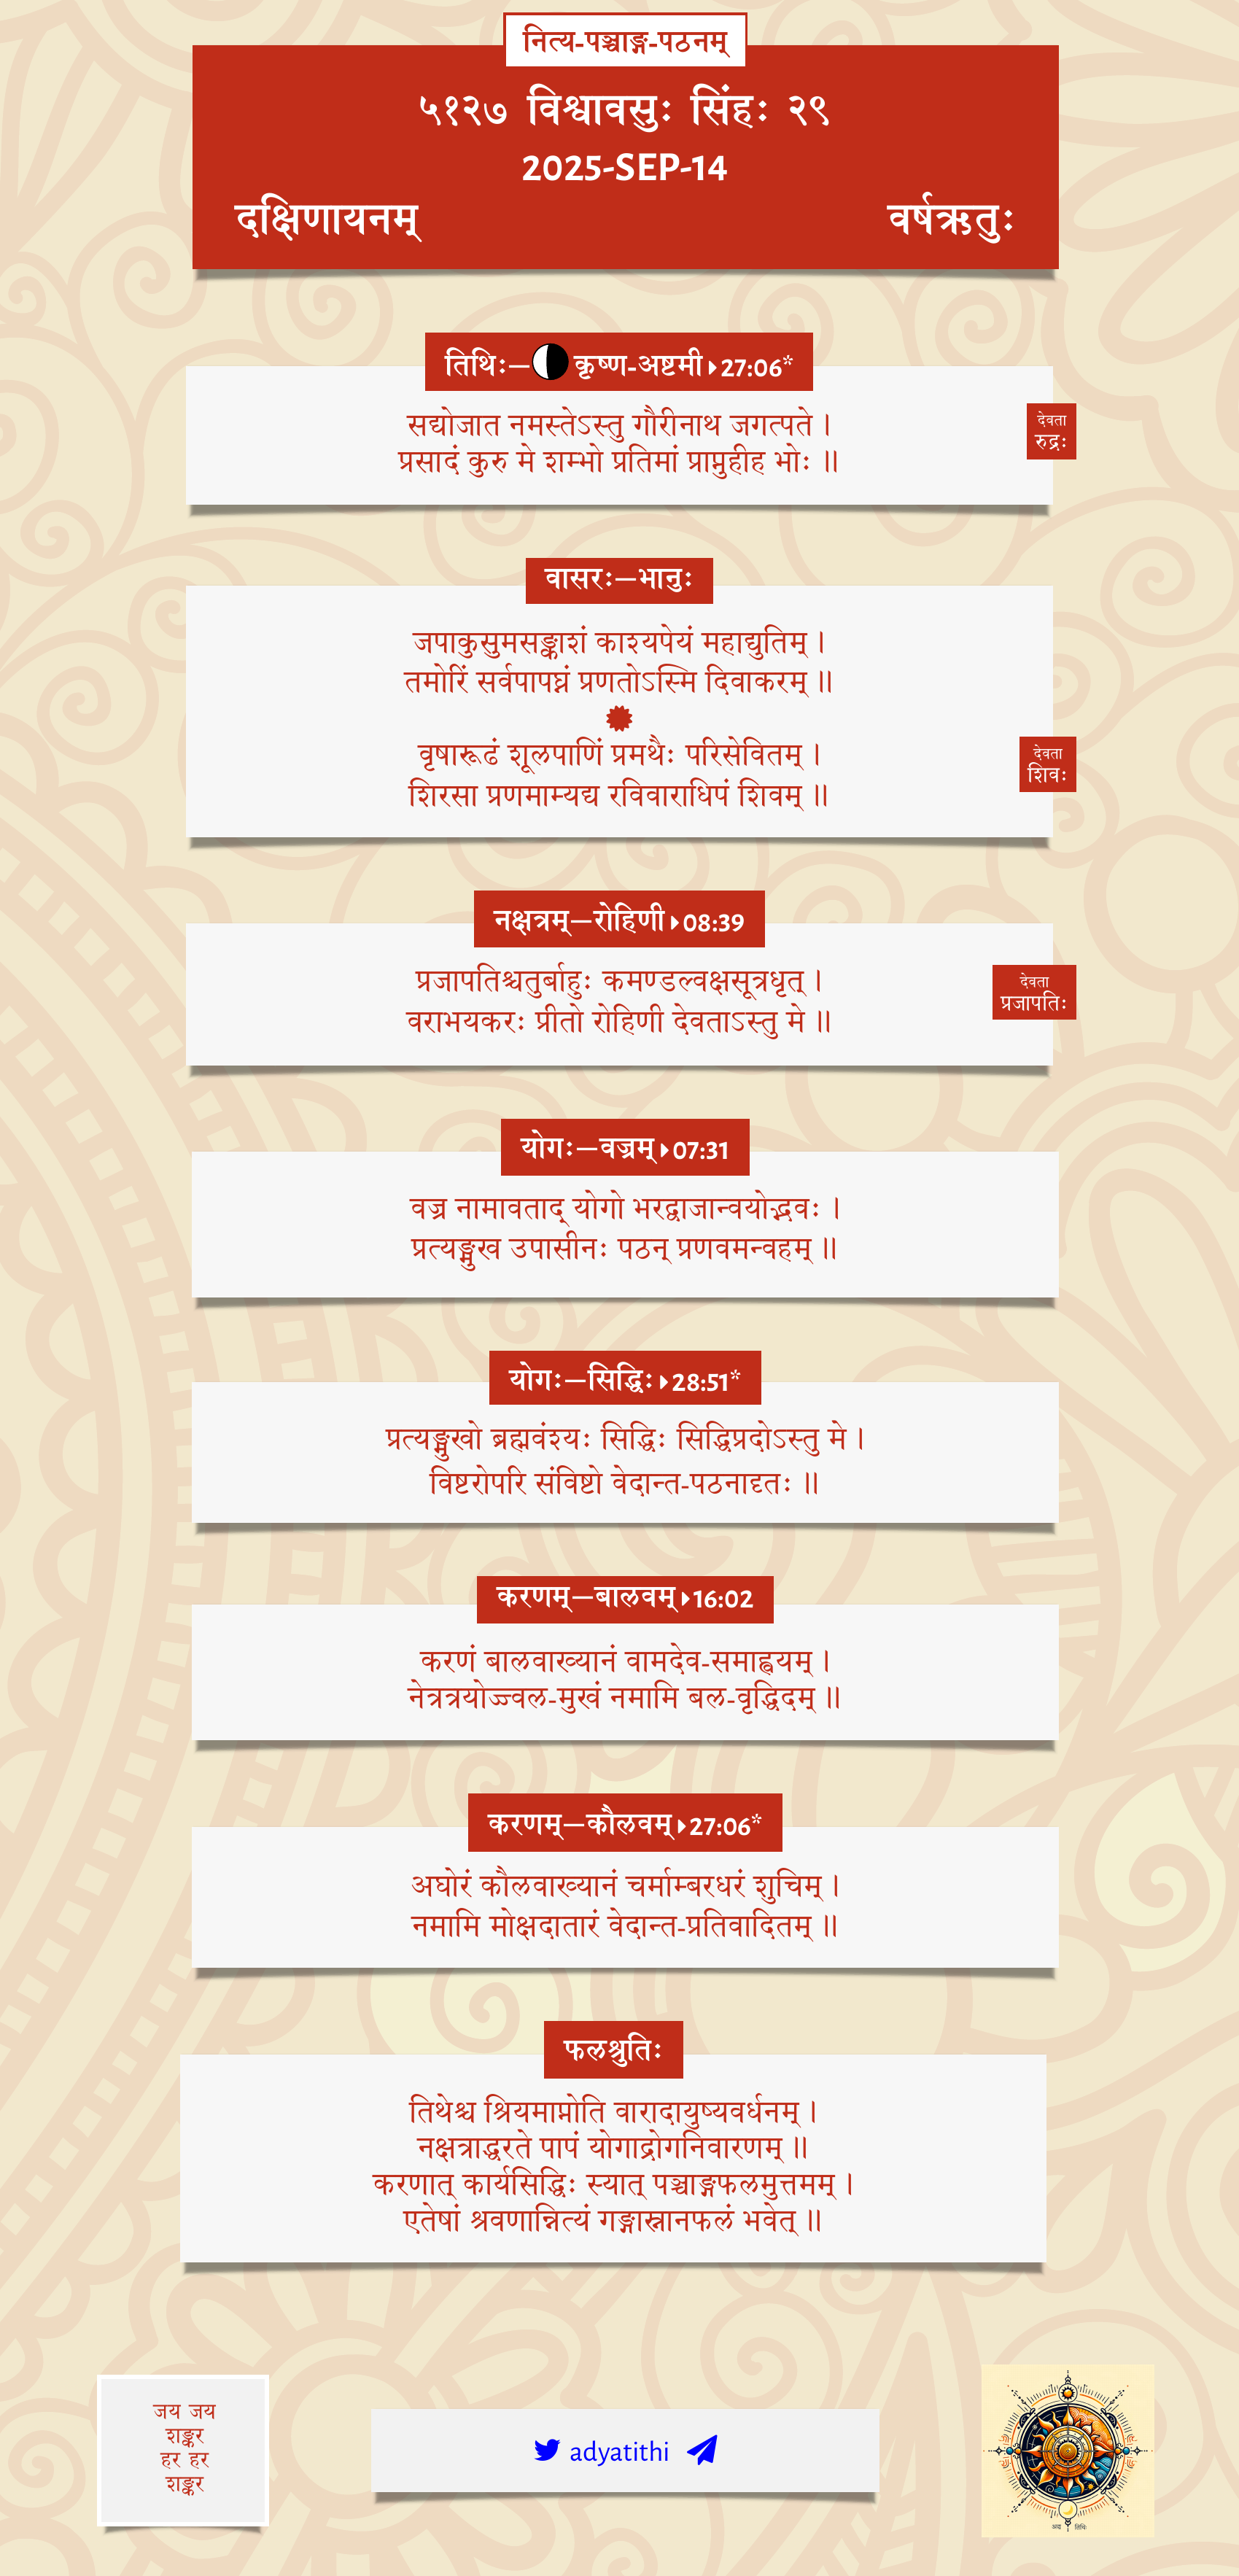 नित्य-पञ्चाङ्ग-पठनम्
५१२७ विश्वावसुः सिंहः २९
2025-SEP-14
दक्षिणायनम् वर्षऋतुः
तिथिः—कृष्ण-अष्टमी 27:06*
सद्योजात नमस्तेऽस्तु गौरीनाथ जगत्पते ।
प्रसादं कुरु मे शम्भो प्रतिमां प्राप्नुहीह भोः ॥
देवता
रुद्रः
वासरः—भानुः
जपाकुसुमसङ्काशं काश्यपेयं महाद्युतिम् ।
तमोरिं सर्वपापघ्नं प्रणतोऽस्मि दिवाकरम् ॥
वृषारूढं शूलपाणिं प्रमथैः परिसेवितम् ।
शिरसा प्रणमाम्यद्य रविवाराधिपं शिवम् ॥
देवता
शिवः
नक्षत्रम्—रोहिणी 08:39
प्रजापतिश्चतुर्बाहुः कमण्डल्वक्षसूत्रधृत् ।
वराभयकरः प्रीतो रोहिणी देवताऽस्तु मे ॥
देवता
प्रजापतिः
योगः—वज्रम् 07:31
वज्र नामावताद् योगो भरद्वाजान्वयोद्भवः ।
प्रत्यङ्मुख उपासीनः पठन् प्रणवमन्वहम् ॥
योगः—सिद्धिः 28:51*
प्रत्यङ्मुखो ब्रह्मवंश्यः सिद्धिः सिद्धिप्रदोऽस्तु मे ।
विष्टरोपरि संविष्टो वेदान्त-पठनादृतः ॥
करणम्—बालवम् 16:02
करणं बालवाख्यानं वामदेव-समाह्वयम् ।
नेत्रत्रयोज्ज्वल-मुखं नमामि बल-वृद्धिदम् ॥
करणम्—कौलवम् 27:06*
अघोरं कौलवाख्यानं चर्माम्बरधरं शुचिम् ।
नमामि मोक्षदातारं वेदान्त-प्रतिवादितम् ॥
फलश्रुतिः
तिथेश्च श्रियमाप्नोति वारादायुष्यवर्धनम् ।
नक्षत्राद्धरते पापं योगाद्रोगनिवारणम् ॥
करणात् कार्यसिद्धिः स्यात् पञ्चाङ्गफलमुत्तमम् ।
एतेषां श्रवणान्नित्यं गङ्गास्नानफलं भवेत् ॥
जय जय
शङ्कर
हर हर
शङ्कर
adyatithi
अद्य तिथिः